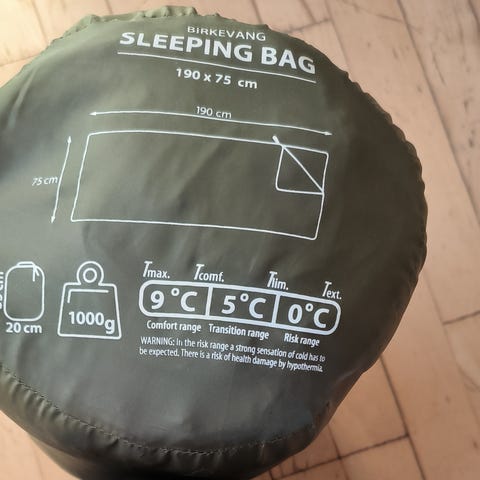 BIRKEVANG
SLEEPING BAG
190 x 75 cm
190 cm
75 cm
Tmax. Tcomf. Tlim. Text.
9°C 5°C 0°C
Comfort range Transition range Risk range
WARNING: In the risk range a strong sensation of cold has to
be expected. There is a risk of health damage by hypothermia.
cm
20 cm
1000g